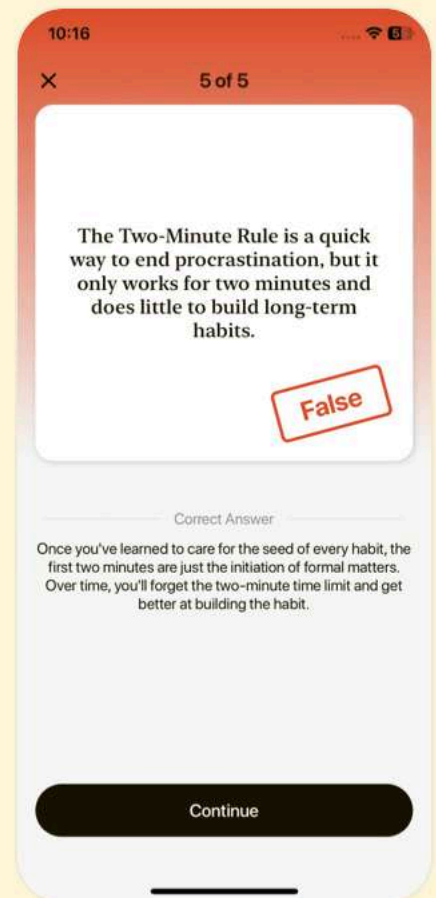 10:16
5 of 5
The Two-Minute Rule is a quick
way to end procrastination, but it
only works for two minutes and
does little to build long-term
habits.
False
Correct Answer
Once you've learned to care for the seed of every habit, the
first two minutes are just the initiation of formal matters.
Over time, you'll forget the two-minute time limit and get
better at building the habit.
Continue